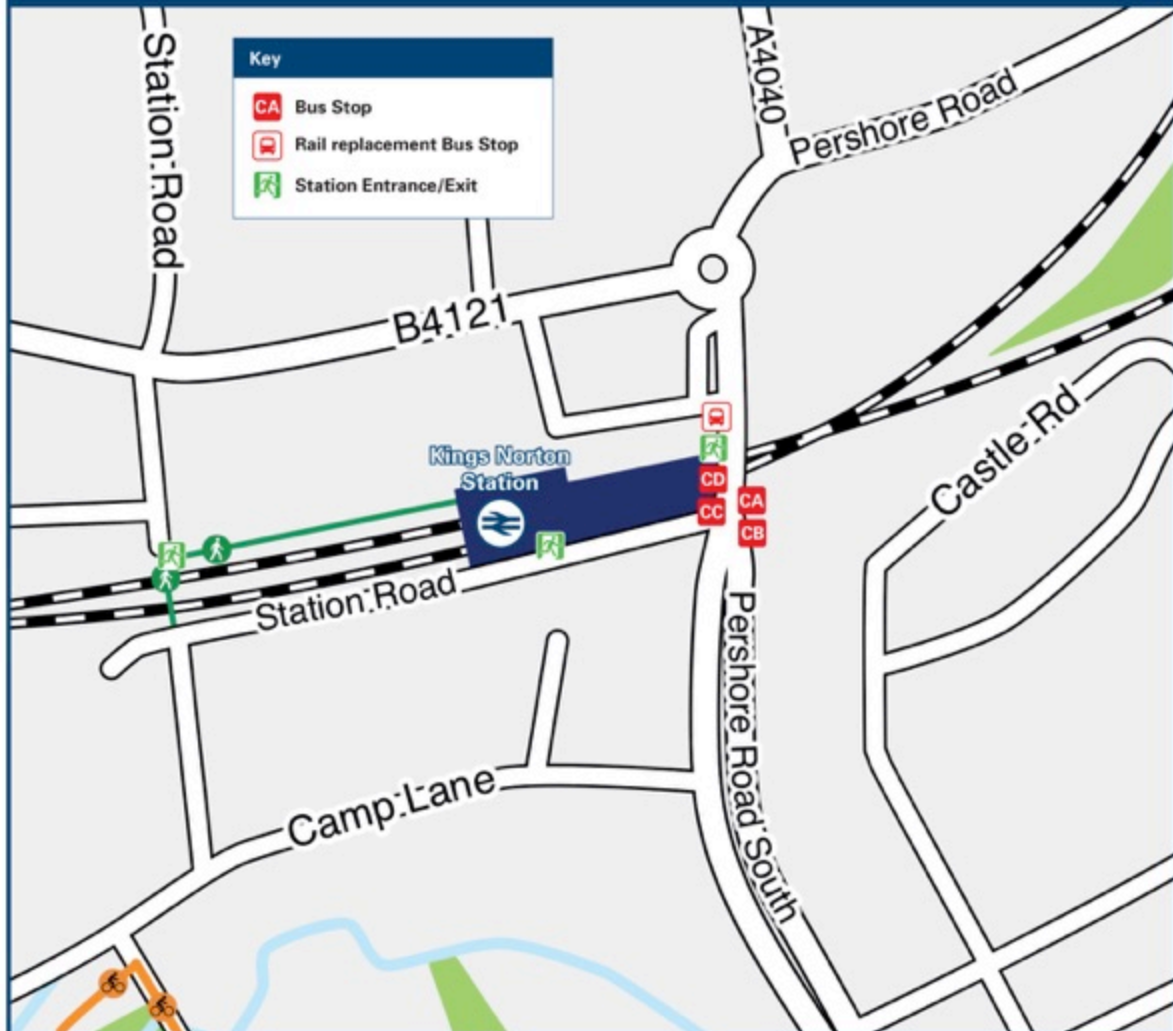 Station Road
Key
CA Bus Stop
Rail replacement Bus Stop
Station Entrance/Exit
A4040
Pershore Road
B4121
Castle Rd
Kings Norton
Station
CD
CC
CA
CB
Station Road
Pershore Road South
Camp Lane